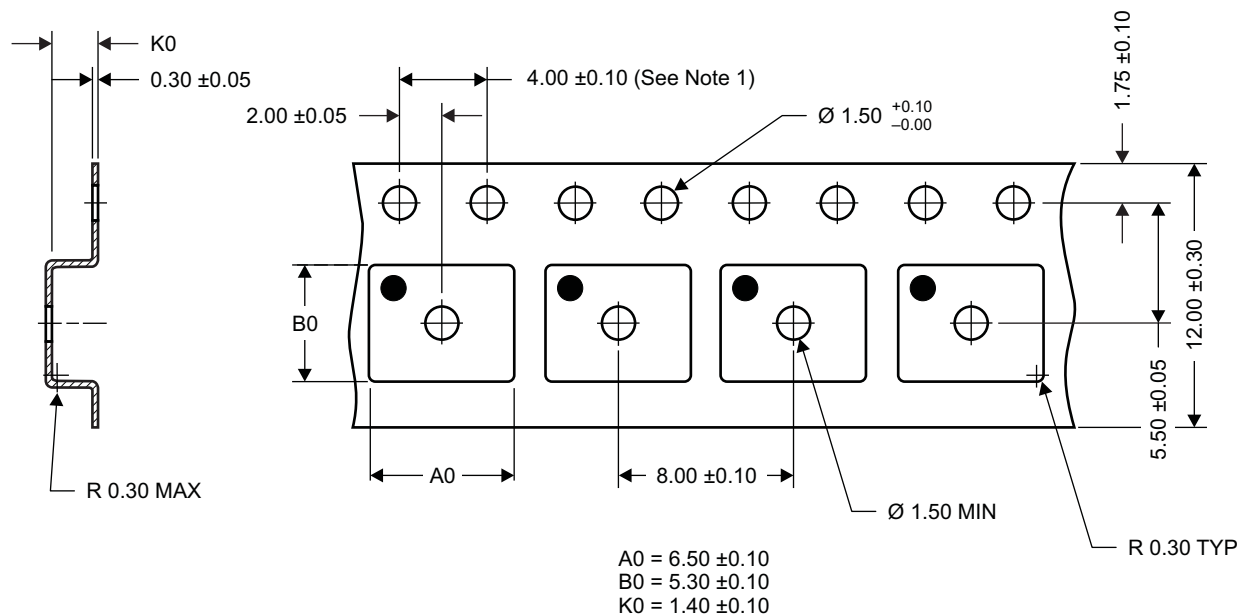 K0
0.30 ±0.05
4.00 ±0.10 (See Note 1)
2.00 ±0.05
Ø 1.50 +0.10 –0.00
1.75 ±0.10
B0
12.00 ±0.30
5.50 ±0.05
R 0.30 MAX
A0
8.00 ±0.10
Ø 1.50 MIN
R 0.30 TYP
A0 = 6.50 ±0.10
B0 = 5.30 ±0.10
K0 = 1.40 ±0.10